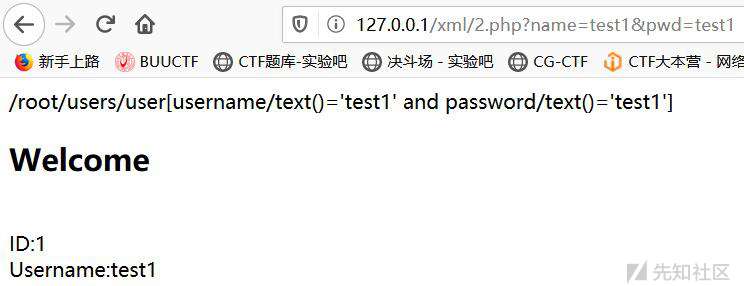 127.0.0.1/xml/2.php?name=test1&pwd=test1
新手上路 BUUCTF CTF题库-实验吧 决斗场 - 实验吧 CG-CTF CTF大本营 - 网络
/root/users/user[username/text()='test1' and password/text()='test1']
Welcome
ID:1
Username:test1
先知社区